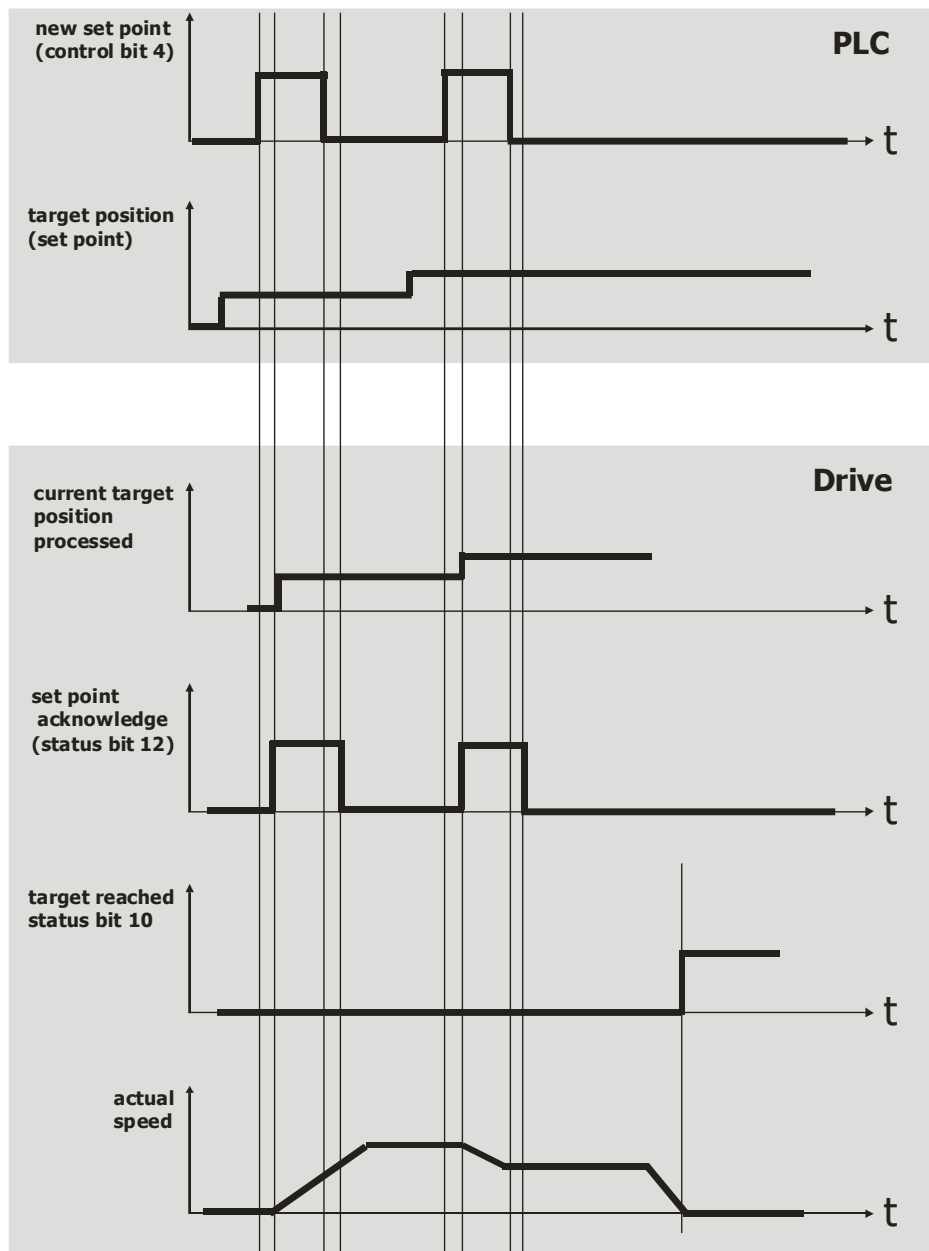 new set point
(control bit 4)
PLC
t
target position
(set point)
t
Drive
current target
position
processed
t
set point
acknowledge
(status bit 12)
t
target reached
status bit 10
t
actual
speed
t